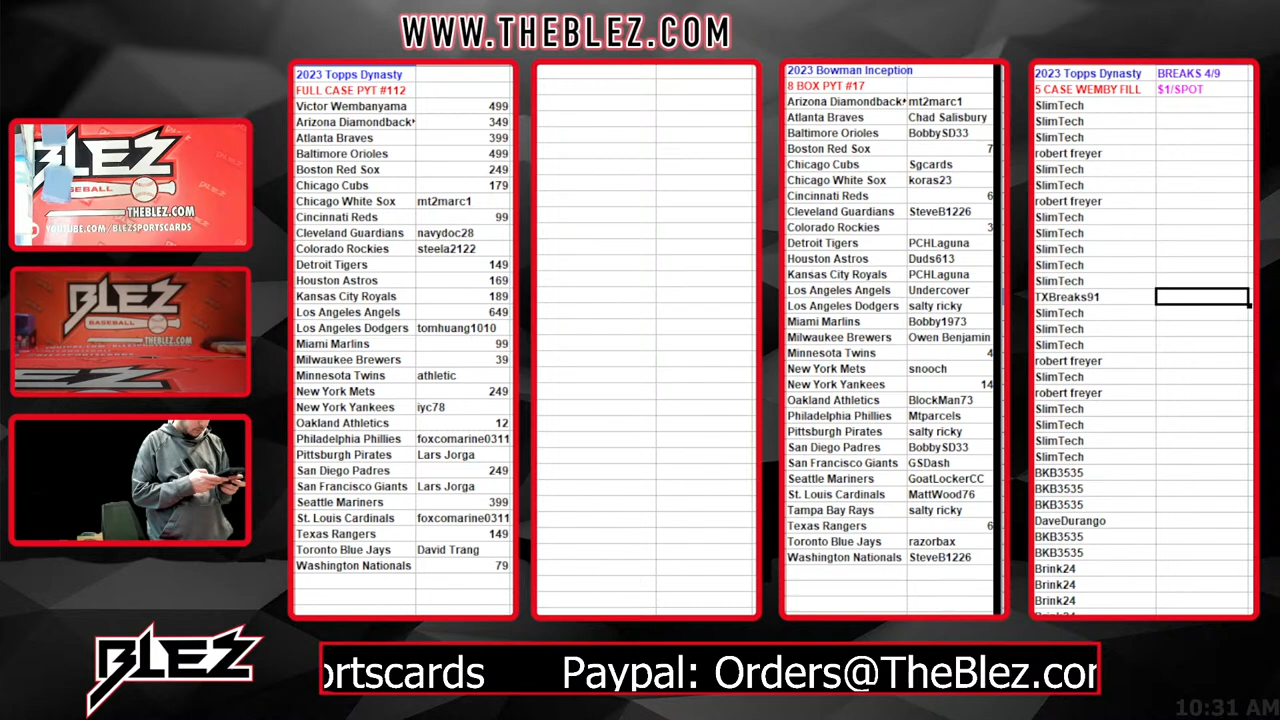 WWW.THEBLEZ.COM
BLEZ
BASEBALL
THEBLEZ.COM
YOUTUBE.COM/BLEZSPORTSCARDS
BLEZ
BASEBALL
THEBLEZ.COM
2023 Topps Dynasty
FULL CASE PYT #112
Victor Wembanyama 499
Arizona Diamondback 349
Atlanta Braves 399
Baltimore Orioles 499
Boston Red Sox 249
Chicago Cubs 179
Chicago White Sox mt2marc1
Cincinnati Reds 99
Cleveland Guardians navydoc28
Colorado Rockies steela2122
Detroit Tigers 149
Houston Astros 169
Kansas City Royals 189
Los Angeles Angels 649
Los Angeles Dodgers tomhuang1010
Miami Marlins 99
Milwaukee Brewers 39
Minnesota Twins athletic
New York Mets 249
New York Yankees iyc78
Oakland Athletics 12
Philadelphia Phillies foxcomarine0311
Pittsburgh Pirates Lars Jorga
San Diego Padres 249
San Francisco Giants Lars Jorga
Seattle Mariners 399
St. Louis Cardinals foxcomarine0311
Texas Rangers 149
Toronto Blue Jays David Trang
Washington Nationals 79
2023 Bowman Inception
8 BOX PYT #17
Arizona Diamondback mt2marc1
Atlanta Braves Chad Salisbury
Baltimore Orioles BobbySD33
Boston Red Sox 7
Chicago Cubs Sgcards
Chicago White Sox koras23
Cincinnati Reds 6
Cleveland Guardians SteveB1226
Colorado Rockies 3
Detroit Tigers PCHLaguna
Houston Astros Duds613
Kansas City Royals PCHLaguna
Los Angeles Angels Undercover
Los Angeles Dodgers salty ricky
Miami Marlins Bobby1973
Milwaukee Brewers Owen Benjamin
Minnesota Twins 4
New York Mets snooch
New York Yankees 14
Oakland Athletics BlockMan73
Philadelphia Phillies Mtparcels
Pittsburgh Pirates salty ricky
San Diego Padres BobbySD33
San Francisco Giants GSDash
Seattle Mariners GoatLockerCC
St. Louis Cardinals MattWood76
Tampa Bay Rays salty ricky
Texas Rangers 6
Toronto Blue Jays razorbax
Washington Nationals SteveB1226
2023 Topps Dynasty BREAKS 4/9
5 CASE WEMBY FILL $1/SPOT
SlimTech
SlimTech
SlimTech
robert freyer
SlimTech
SlimTech
robert freyer
SlimTech
SlimTech
SlimTech
SlimTech
SlimTech
TXBreaks91
SlimTech
SlimTech
SlimTech
robert freyer
SlimTech
robert freyer
SlimTech
SlimTech
SlimTech
SlimTech
BKB3535
BKB3535
BKB3535
DaveDurango
BKB3535
BKB3535
Brink24
Brink24
Brink24
BLEZ
ortscards Paypal: Orders@TheBlez.com
10:31 AM